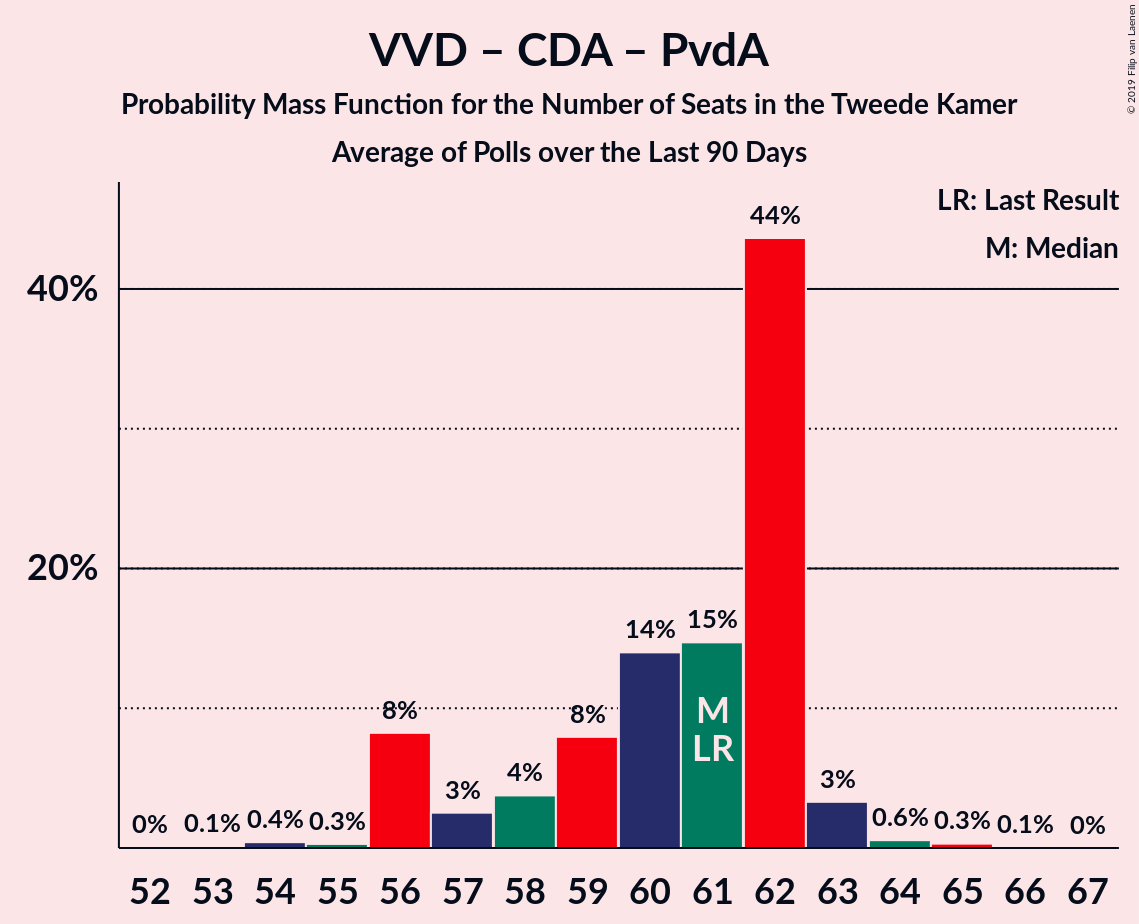 VVD – CDA – PvdA
Probability Mass Function for the Number of Seats in the Tweede Kamer
Average of Polls over the Last 90 Days
© 2019 Filip van Laenen
LR: Last Result
M: Median
40%
20%
0%
0.1%
0.4%
0.3%
8%
3%
4%
8%
14%
15%
44%
3%
0.6%
0.3%
0.1%
0%
M
LR
52 53 54 55 56 57 58 59 60 61 62 63 64 65 66 67